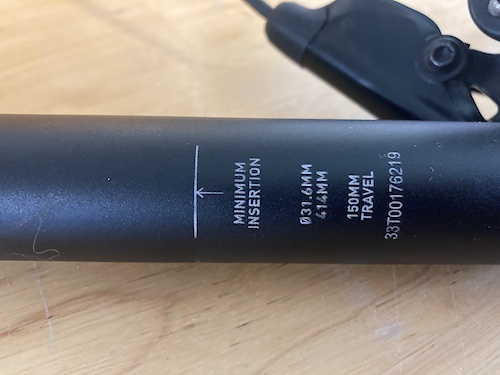 MINIMUM
INSERTION
Ø31.6MM
414MM
150MM
TRAVEL
33T00176219